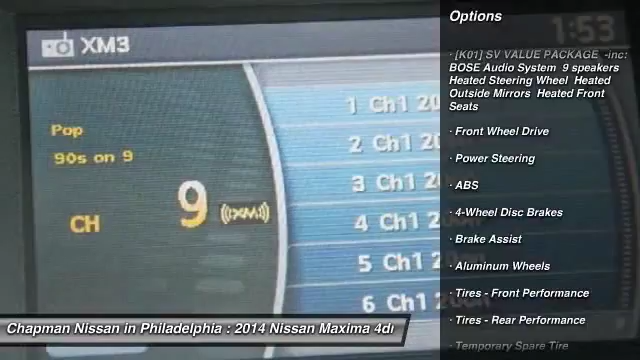 XM3
1:53
Pop
90s on 9
CH
9
((XM))
1 Ch1 20
2 Ch1
3 Ch1 2
4 Ch1
5 Ch1
6 Ch1
Options
· [K01] SV VALUE PACKAGE -inc:
BOSE Audio System 9 speakers
Heated Steering Wheel Heated
Outside Mirrors Heated Front
Seats
· Front Wheel Drive
· Power Steering
· ABS
· 4-Wheel Disc Brakes
· Brake Assist
· Aluminum Wheels
· Tires - Front Performance
· Tires - Rear Performance
· Temporary Spare Tire
Chapman Nissan in Philadelphia : 2014 Nissan Maxima 4d